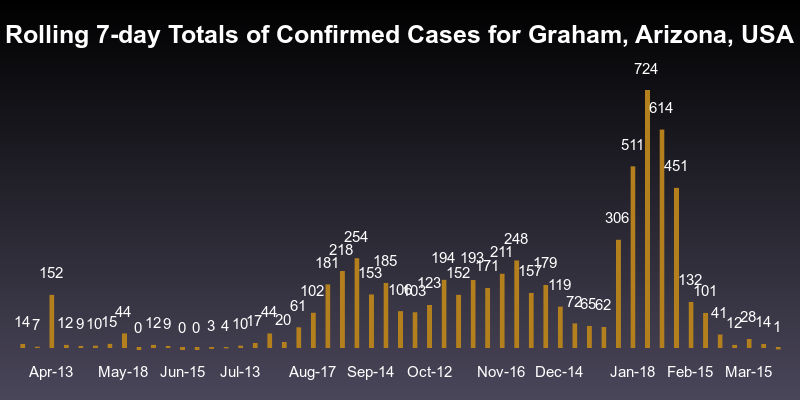 Rolling 7-day Totals of Confirmed Cases for Graham, Arizona, USA
14 7 152 12 9 10 15 44 0 12 9 0 0 3 4 10 17 44 20 61 102 181 218 254 153 185 106 103 123 194 152 193 171 211 248 157 179 119 72 65 62 306 511 724 614 451 132 101 41 12 28 14 1
Apr-13 May-18 Jun-15 Jul-13 Aug-17 Sep-14 Oct-12 Nov-16 Dec-14 Jan-18 Feb-15 Mar-15